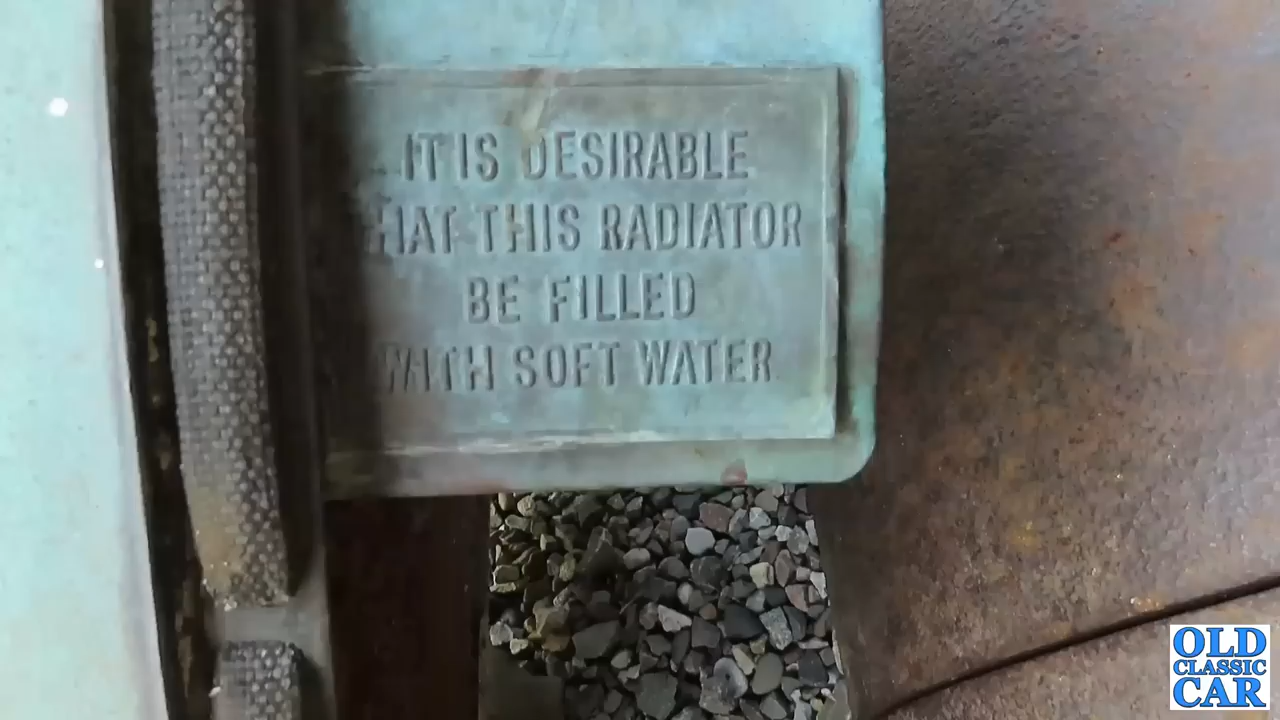 IT IS DESIRABLE
THAT THIS RADIATOR
BE FILLED
WITH SOFT WATER
OLD
CLASSIC
CAR